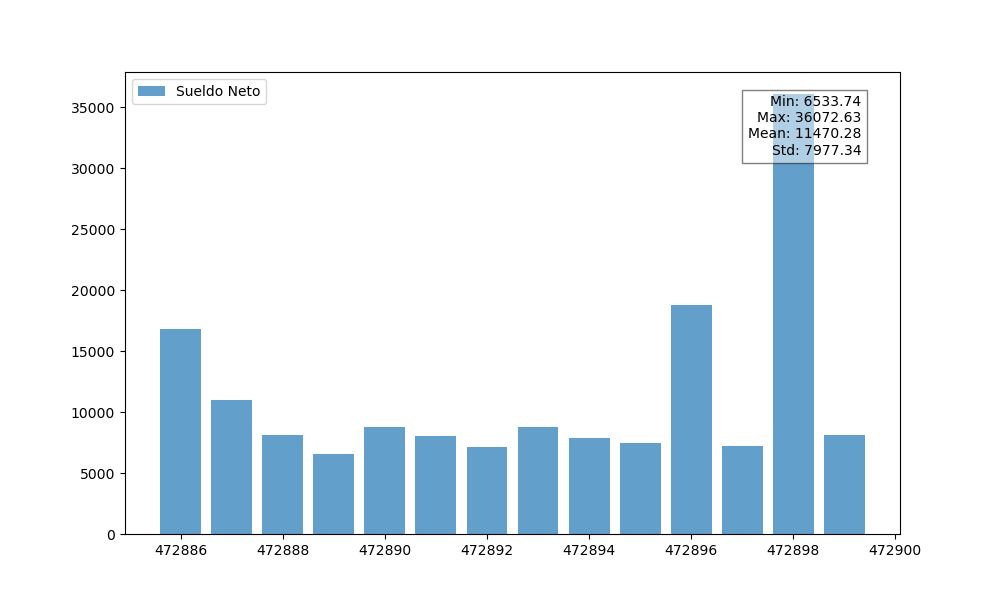 Sueldo Neto
Min: 6533.74
Max: 36072.63
Mean: 11470.28
Std: 7977.34
35000
30000
25000
20000
15000
10000
5000
0
472886 472888 472890 472892 472894 472896 472898 472900